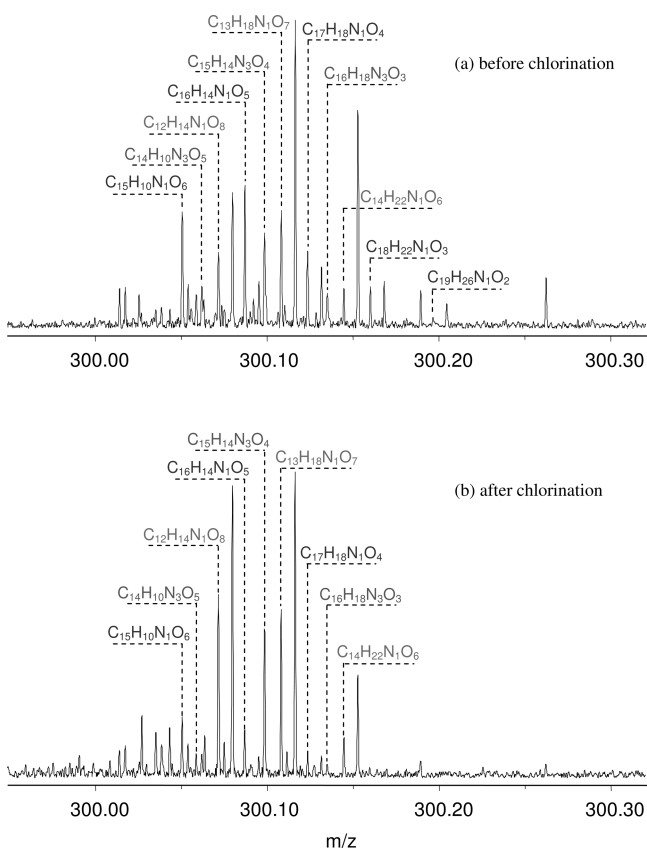 C13H18N1O7
C17H18N1O4
(a) before chlorination
C15H14N3O4
C16H18N3O3
C16H14N1O5
C12H14N1O8
C14H10N3O5
C15H10N1O6
C14H22N1O6
C18H22N1O3
C19H26N1O2
300.00 300.10 300.20 300.30
C15H14N3O4
C13H18N1O7
C16H14N1O5
(b) after chlorination
C12H14N1O8
C17H18N1O4
C14H10N3O5
C16H18N3O3
C15H10N1O6
C14H22N1O6
300.00 300.10 300.20 300.30
m/z